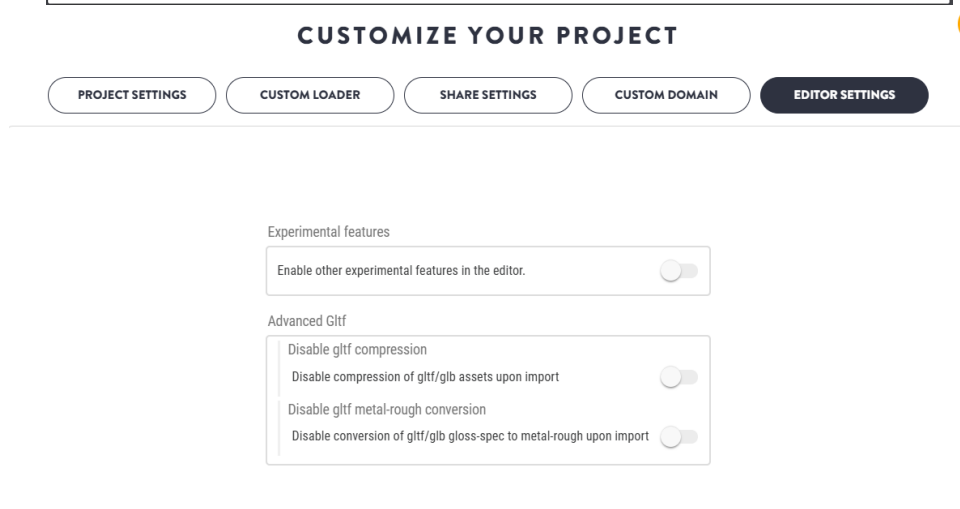 CUSTOMIZE YOUR PROJECT
PROJECT SETTINGS
CUSTOM LOADER
SHARE SETTINGS
CUSTOM DOMAIN
EDITOR SETTINGS
Experimental features
Enable other experimental features in the editor.
Advanced Gltf
Disable gltf compression
Disable compression of gltf/glb assets upon import
Disable gltf metal-rough conversion
Disable conversion of gltf/glb gloss-spec to metal-rough upon import